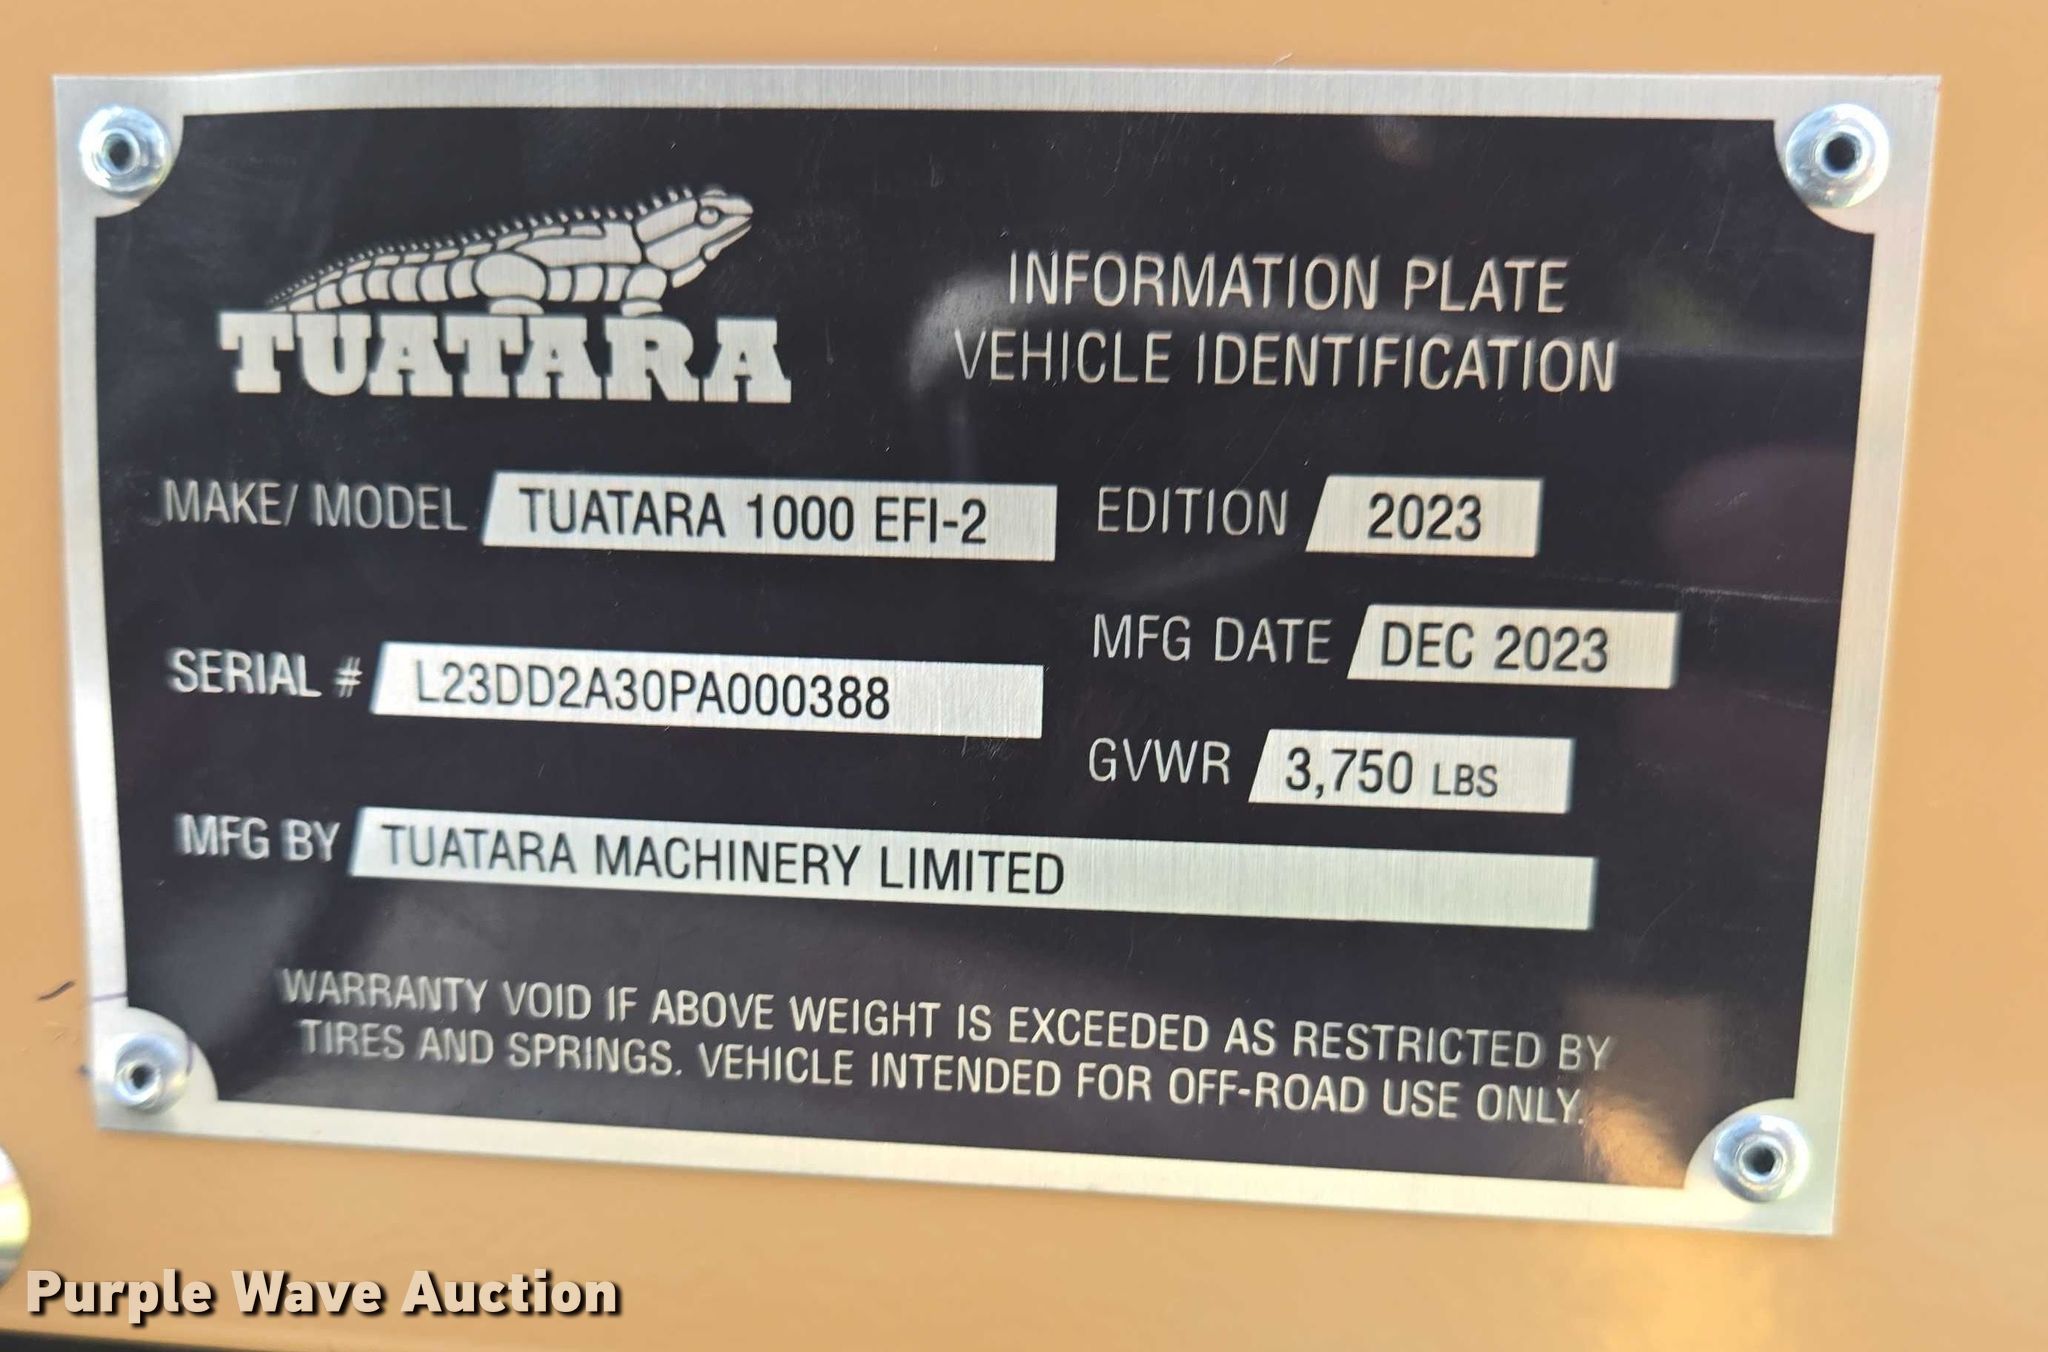 TUATARA
INFORMATION PLATE
VEHICLE IDENTIFICATION
MAKE/ MODEL TUATARA 1000 EFI-2
EDITION 2023
SERIAL # L23DD2A30PA000388
MFG DATE DEC 2023
GVWR 3,750 LBS
MFG BY TUATARA MACHINERY LIMITED
WARRANTY VOID IF ABOVE WEIGHT IS EXCEEDED AS RESTRICTED BY
TIRES AND SPRINGS. VEHICLE INTENDED FOR OFF-ROAD USE ONLY.
Purple Wave Auction